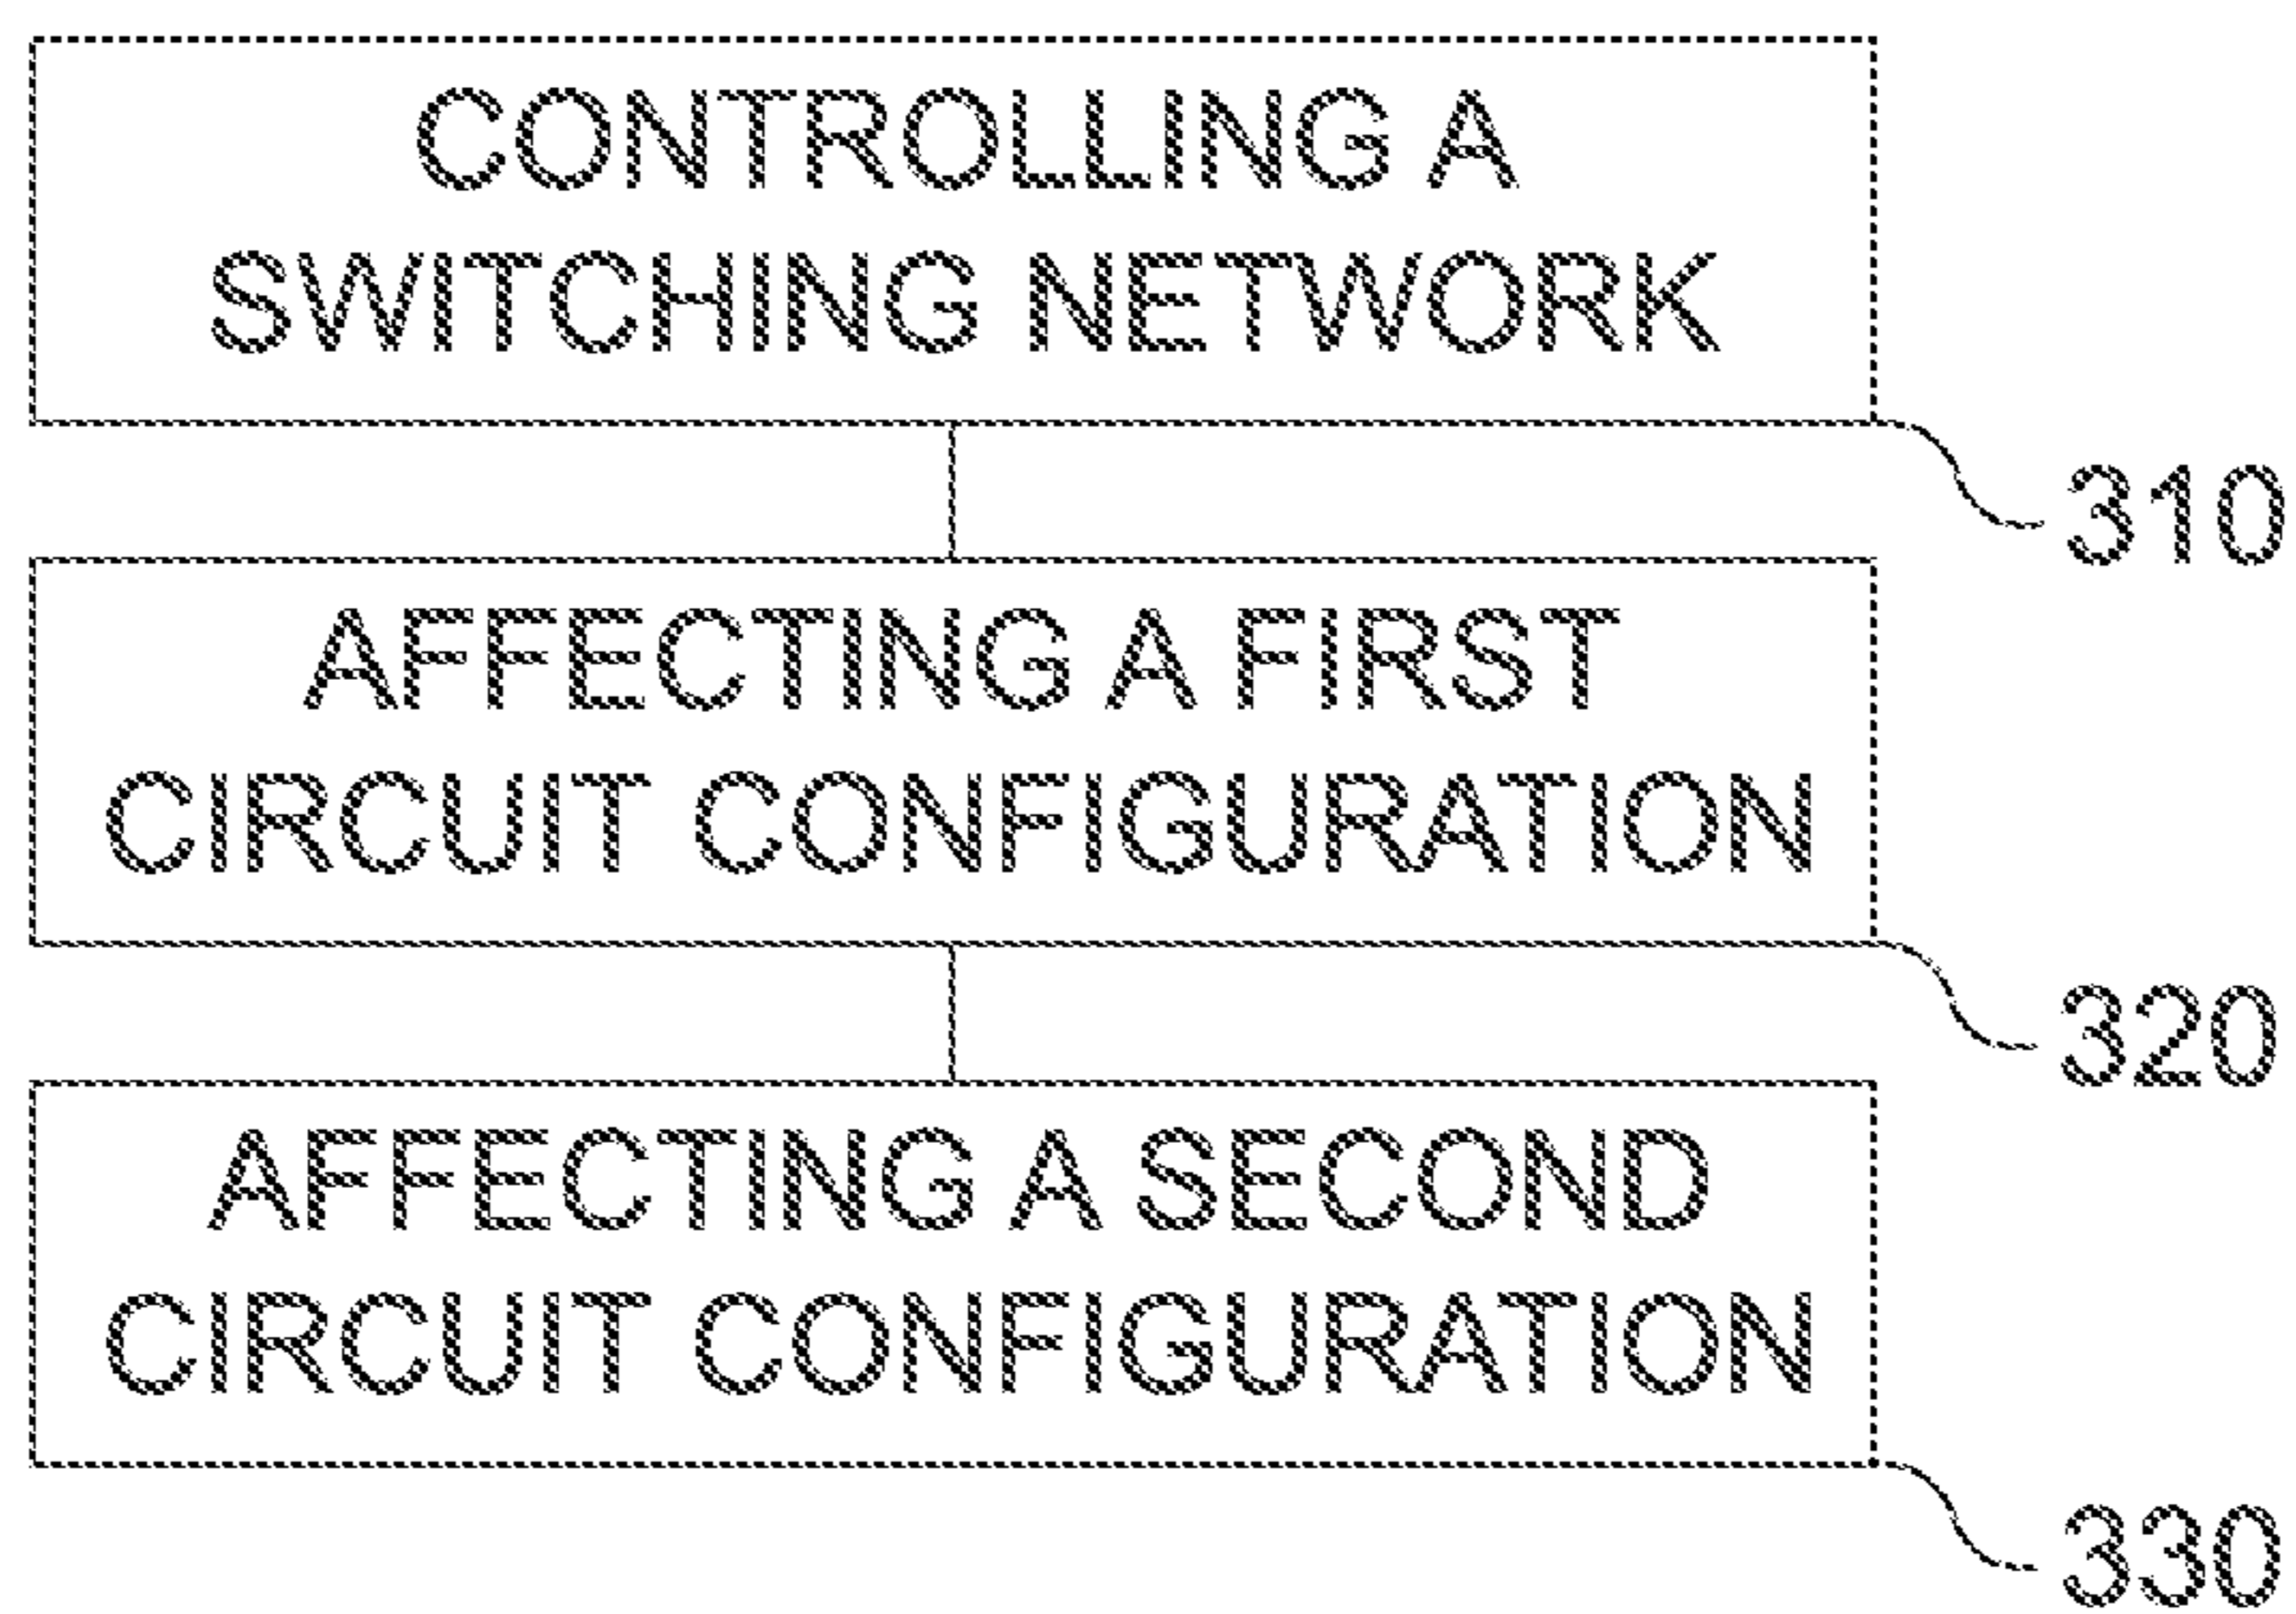 CONTROLLING A
SWITCHING NETWORK
310
AFFECTING A FIRST
CIRCUIT CONFIGURATION
320
AFFECTING A SECOND
CIRCUIT CONFIGURATION
330